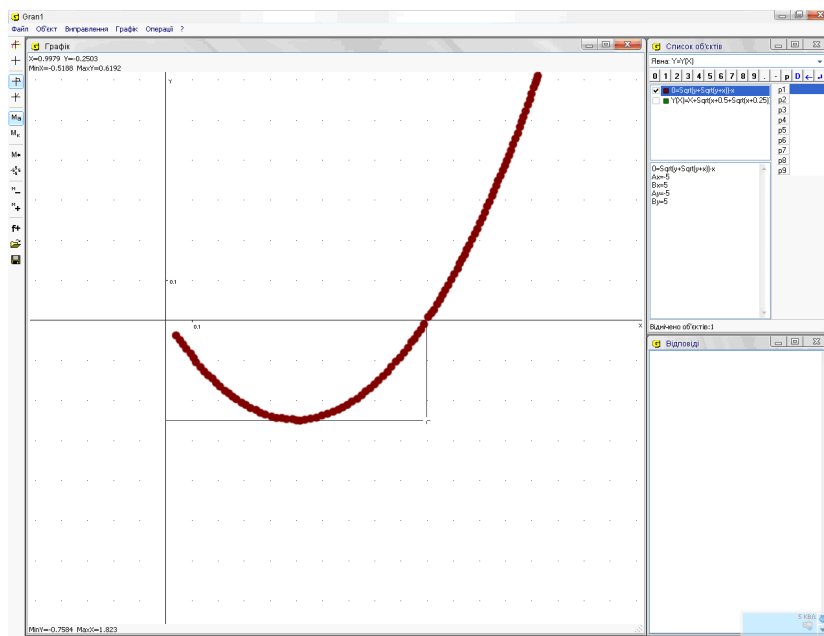 Gran1
Файл Об'єкт Виправлення Графік Операції ?
Графік
X=0.9979 Y=-0.2503
MinX=-0.5188 MaxY=0.6192
Y
0.1
0.1
X
MinY=-0.7584 MaxX=1.823
Список об'єктів
Явна: Y=Y(X)
0 1 2 3 4 5 6 7 8 9 . - p D ← ↵
0=Sqrt(y+Sqrt(y+x))-x
Y(X)=X+Sqrt(x+0.5+Sqrt(x+0.25)
p1
p2
p3
p4
p5
p6
p7
p8
p9
0=Sqrt(y+Sqrt(y+x))-x
Ax=-5
Bx=5
Ay=-5
By=5
Відмічено об'єктів:1
Відповіді
5 KB/s